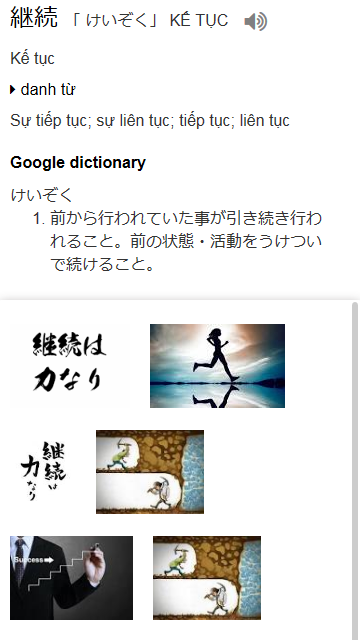 継続 「 けいぞく」 KẾ TỤC
Kế tục
danh từ
Sự tiếp tục; sự liên tục; tiếp tục; liên tục
Google dictionary
けいぞく
1. 前から行われていた事が引き続き行わ
れること。前の状態・活動をうけつい
で続けること。
継続は
力なり
継続は
力なり
Success